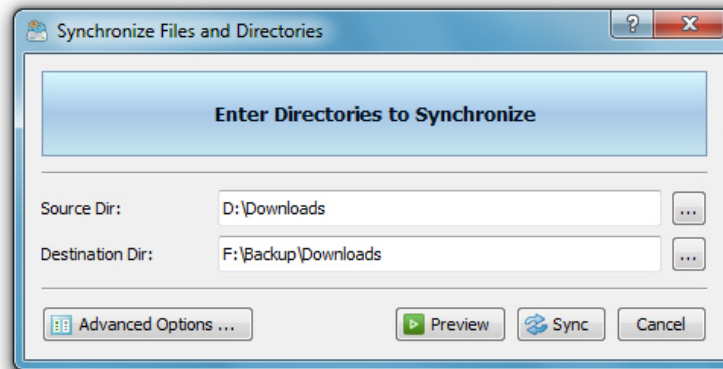 Synchronize Files and Directories
Enter Directories to Synchronize
Source Dir: D:\Downloads ...
Destination Dir: F:\Backup\Downloads ...
Advanced Options ... Preview Sync Cancel